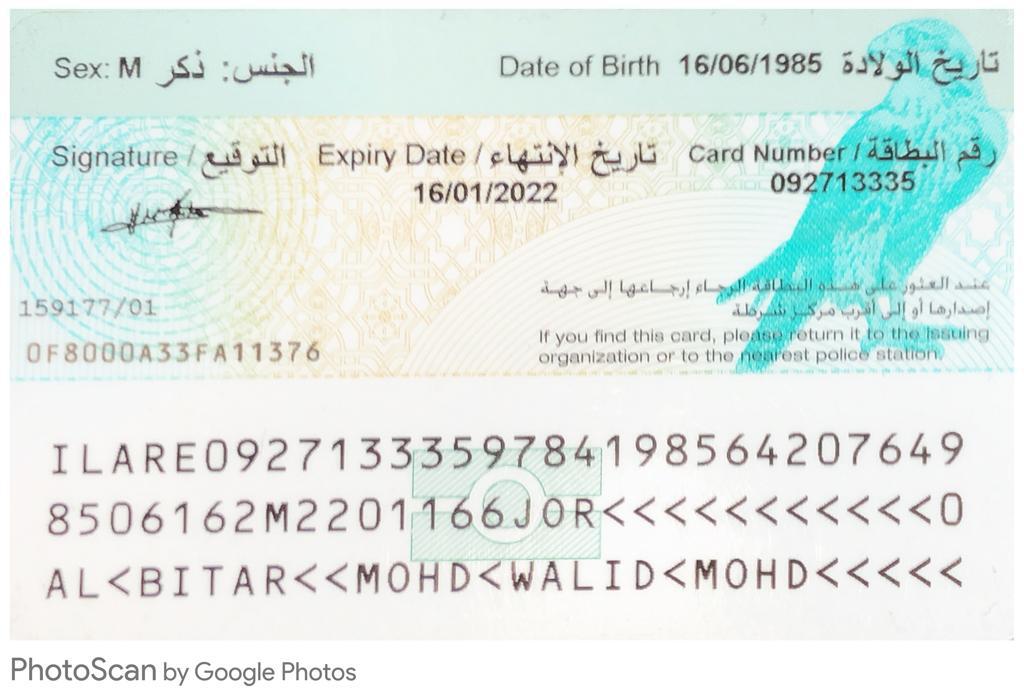 Sex: M الجنس: ذكر
Date of Birth 16/06/1985 تاريخ الولادة
Signature / التوقيع
Expiry Date / تاريخ الإنتهاء
16/01/2022
Card Number / رقم البطاقة
092713335
159177/01
0F8000A33FA11376
عند العثور على هذه البطاقة الرجاء إرجاعها إلى جهة
إصدارها أو إلى أقرب مركز شرطة
If you find this card, please return it to the issuing
organization or to the nearest police station.
ILARE0927133359784198564207649
8506162M2201166JOR<<<<<<<<<<<0
AL<BITAR<<MOHD<WALID<MOHD<<<<<
PhotoScan by Google Photos